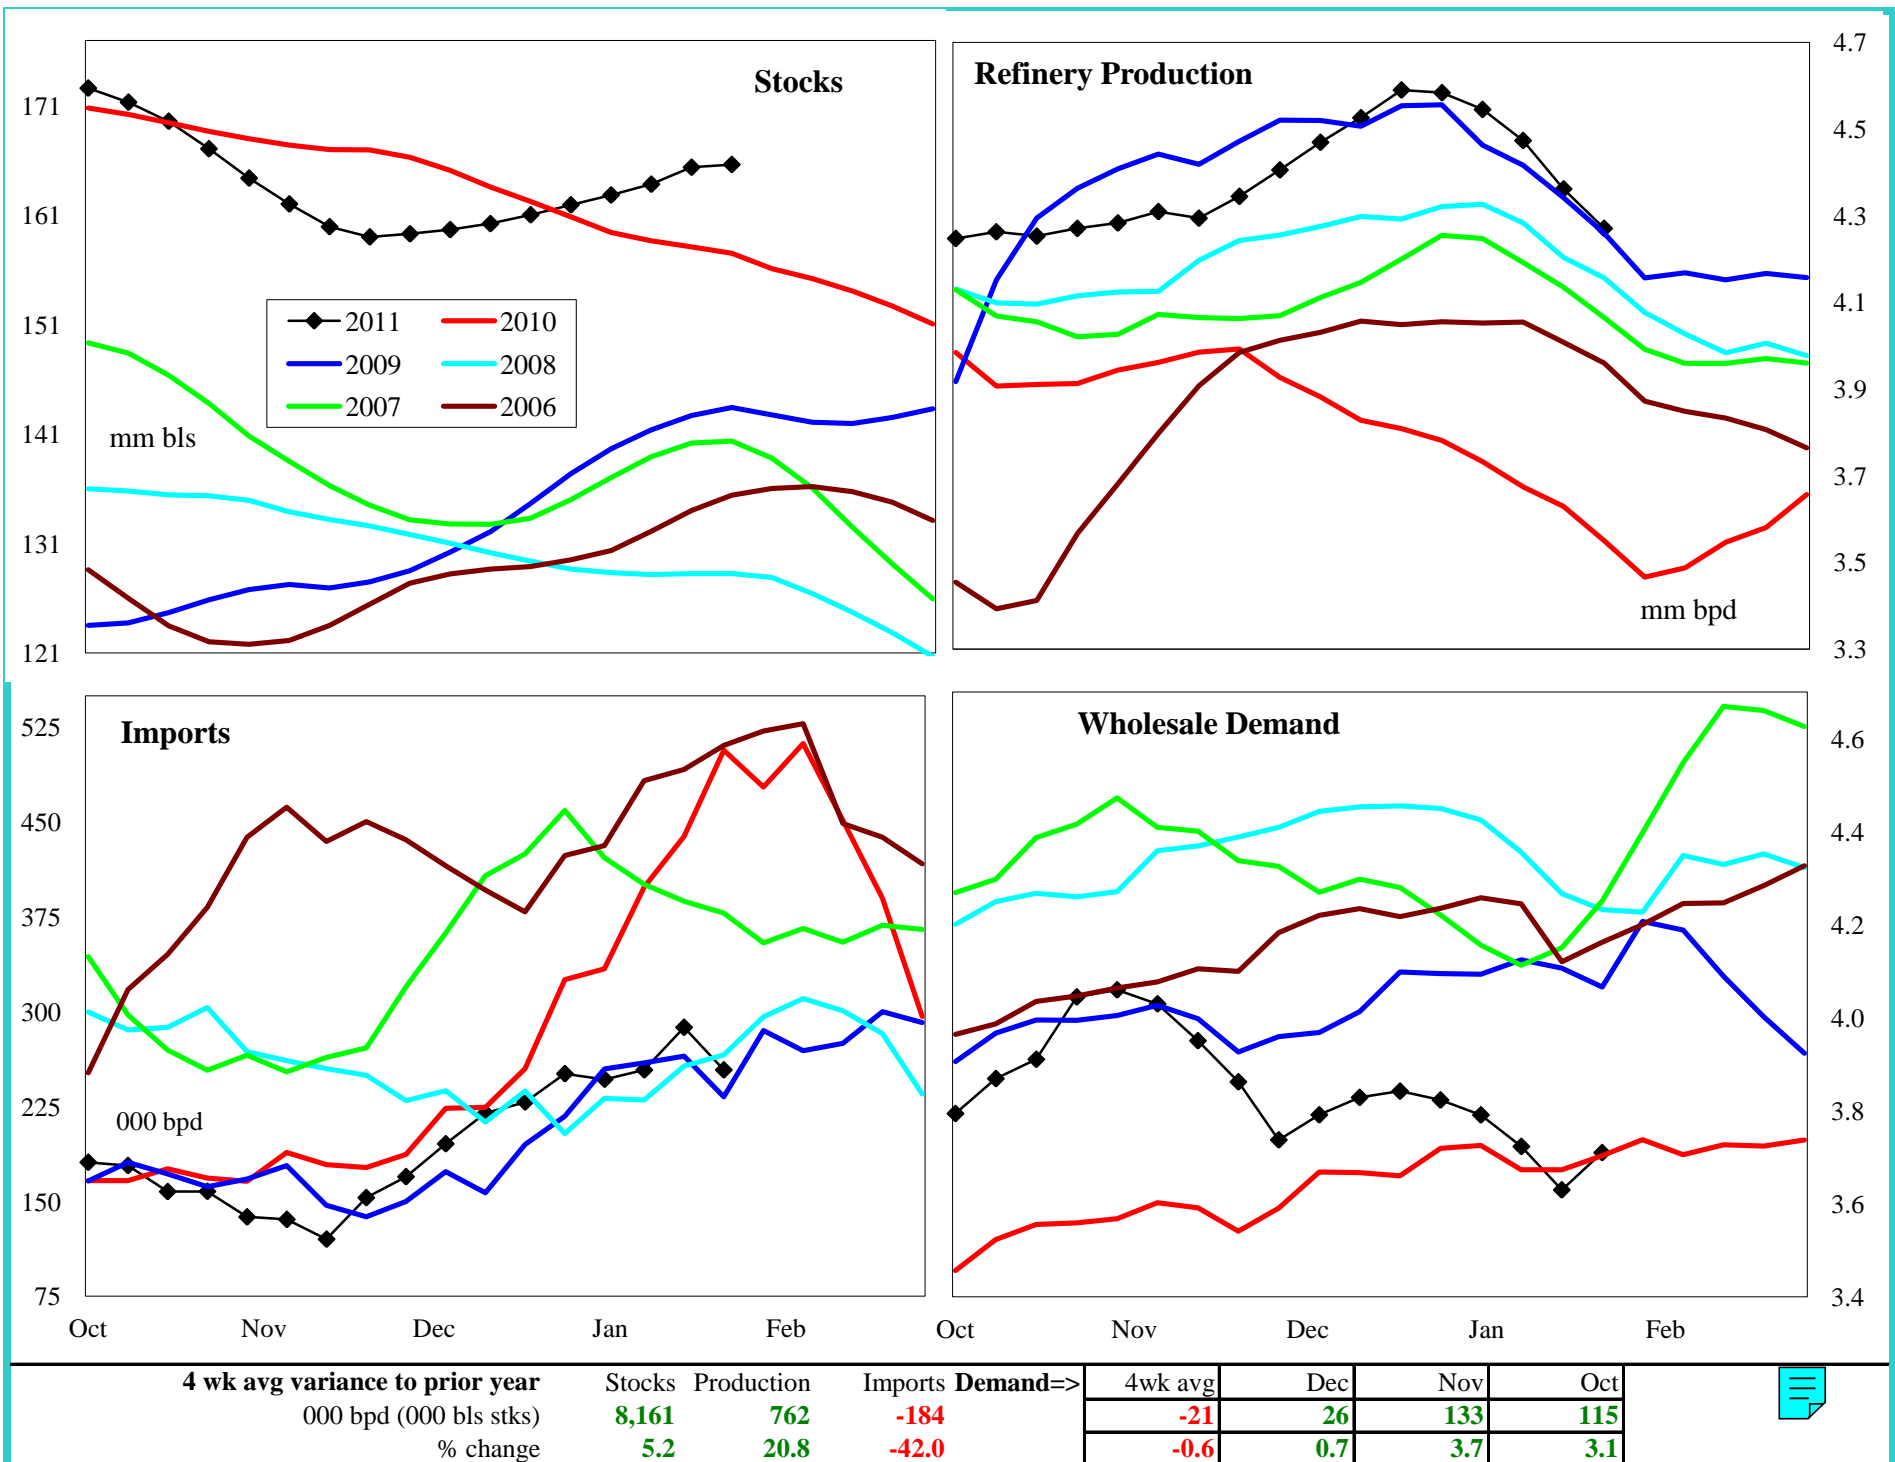 Stocks
171
161
151
141
131
121
mm bls
2011 2010
2009 2008
2007 2006
Refinery Production
4.7
4.5
4.3
4.1
3.9
3.7
3.5
3.3
mm bpd
Imports
525
450
375
300
225
150
75
000 bpd
Oct Nov Dec Jan Feb
Wholesale Demand
4.6
4.4
4.2
4.0
3.8
3.6
3.4
Oct Nov Dec Jan Feb
4 wk avg variance to prior year Stocks Production Imports Demand=> 4wk avg Dec Nov Oct
000 bpd (000 bls stks) 8,161 762 -184 -21 26 133 115
% change 5.2 20.8 -42.0 -0.6 0.7 3.7 3.1